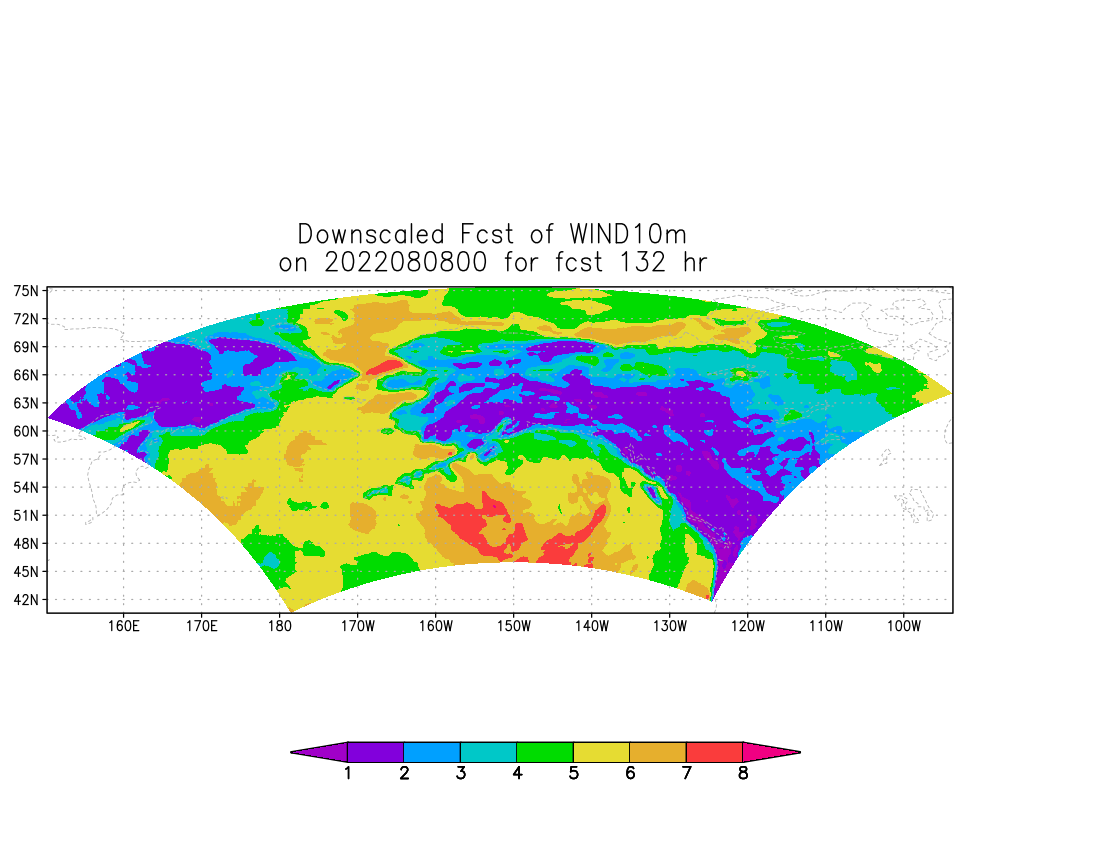 Downscaled Fcst of WIND10m
on 2022080800 for fcst 132 hr
75N
72N
69N
66N
63N
60N
57N
54N
51N
48N
45N
42N
160E 170E 180 170W 160W 150W 140W 130W 120W 110W 100W
1 2 3 4 5 6 7 8